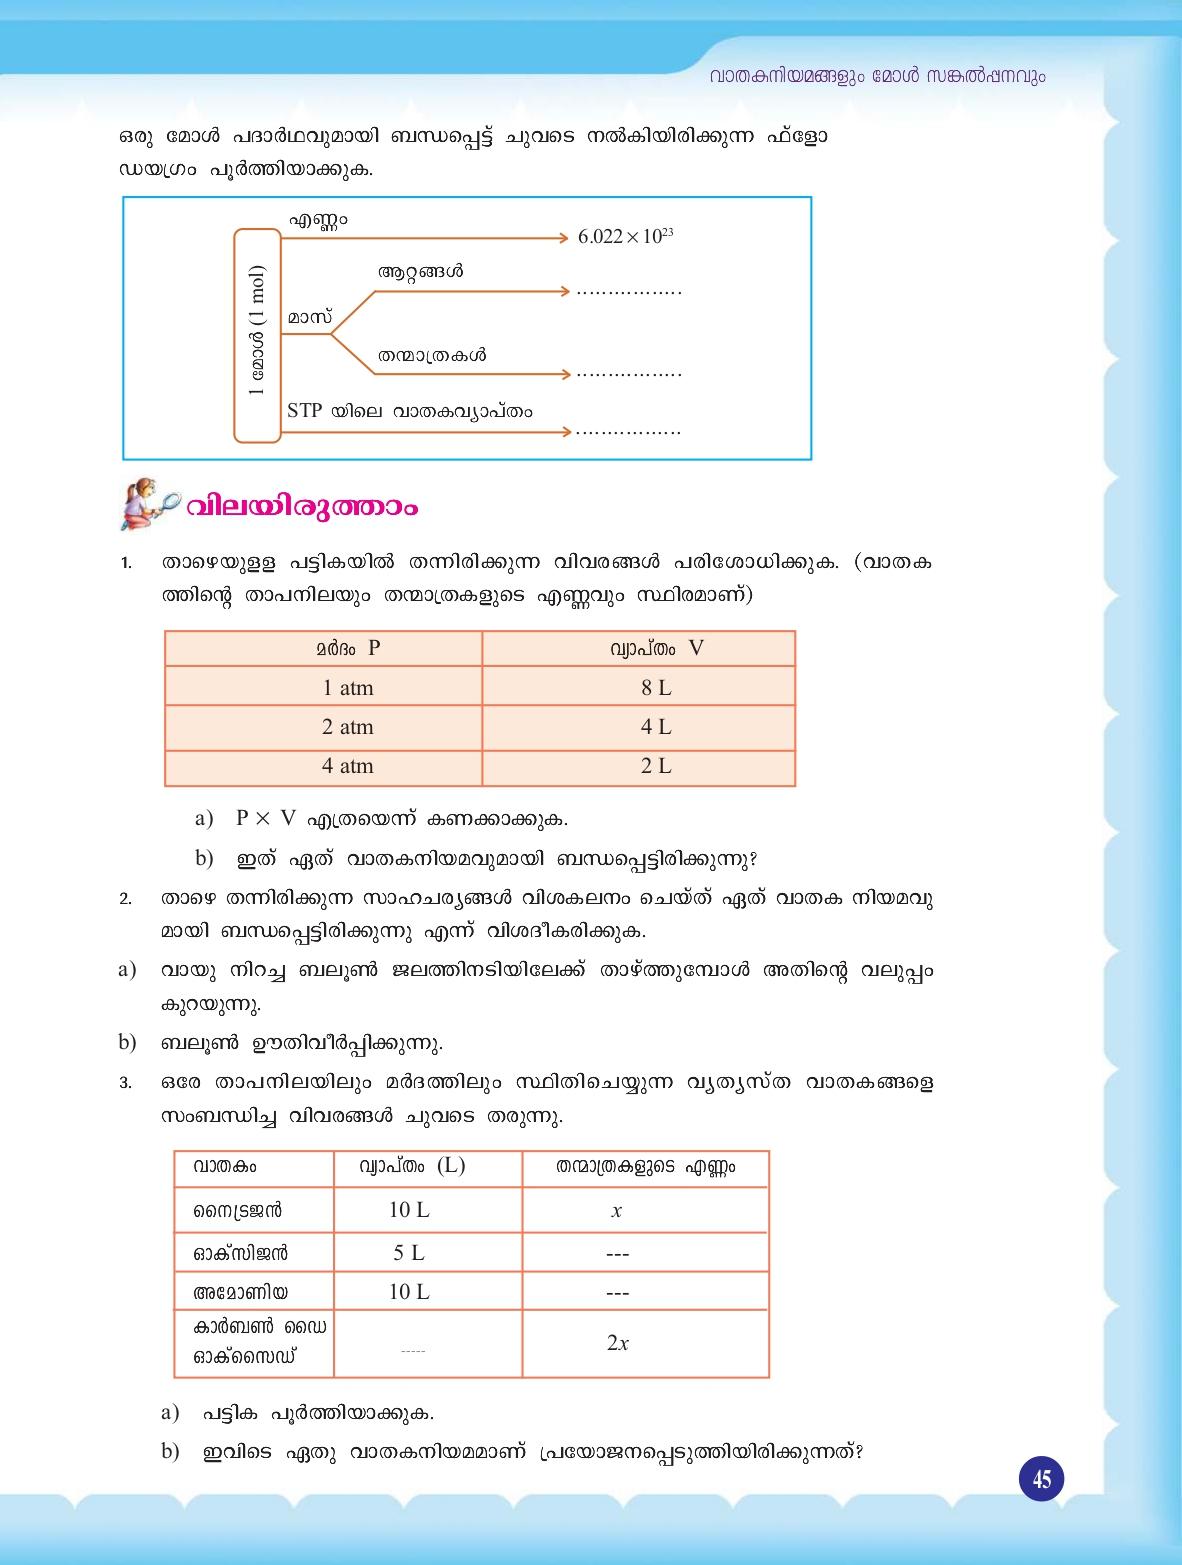 വാതകനിയമങ്ങളും മോൾ സങ്കൽപ്പനവും
ഒരു മോൾ പദാർഥവുമായി ബന്ധപ്പെട്ട് ചുവടെ നൽകിയിരിക്കുന്ന ഫ്ളോ
ഡയഗ്രം പൂർത്തിയാക്കുക.
എണ്ണം
6.022 × 10²³
ആറ്റങ്ങൾ
.................
1 മോൾ (1 mol)
മാസ്
തന്മാത്രകൾ
.................
STP യിലെ വാതകവ്യാപ്തം
.................
വിലയിരുത്താം
1. താഴെയുള്ള പട്ടികയിൽ തന്നിരിക്കുന്ന വിവരങ്ങൾ പരിശോധിക്കുക. (വാതക
ത്തിന്റെ താപനിലയും തന്മാത്രകളുടെ എണ്ണവും സ്ഥിരമാണ്)
മർദം P വ്യാപ്തം V
1 atm 8 L
2 atm 4 L
4 atm 2 L
a) P × V എത്രയെന്ന് കണക്കാക്കുക.
b) ഇത് ഏത് വാതകനിയമവുമായി ബന്ധപ്പെട്ടിരിക്കുന്നു?
2. താഴെ തന്നിരിക്കുന്ന സാഹചര്യങ്ങൾ വിശകലനം ചെയ്ത് ഏത് വാതക നിയമവു
മായി ബന്ധപ്പെട്ടിരിക്കുന്നു എന്ന് വിശദീകരിക്കുക.
a) വായു നിറച്ച ബലൂൺ ജലത്തിനടിയിലേക്ക് താഴ്ത്തുമ്പോൾ അതിന്റെ വലുപ്പം
കുറയുന്നു.
b) ബലൂൺ ഊതിവീർപ്പിക്കുന്നു.
3. ഒരേ താപനിലയിലും മർദത്തിലും സ്ഥിതിചെയ്യുന്ന വ്യത്യസ്ത വാതകങ്ങളെ
സംബന്ധിച്ച വിവരങ്ങൾ ചുവടെ തരുന്നു.
വാതകം വ്യാപ്തം (L) തന്മാത്രകളുടെ എണ്ണം
നൈട്രജൻ 10 L x
ഓക്സിജൻ 5 L ---
അമോണിയ 10 L ---
കാർബൺ ഡൈ
ഓക്സൈഡ് ----- 2x
a) പട്ടിക പൂർത്തിയാക്കുക.
b) ഇവിടെ ഏതു വാതകനിയമമാണ് പ്രയോജനപ്പെടുത്തിയിരിക്കുന്നത്?
45